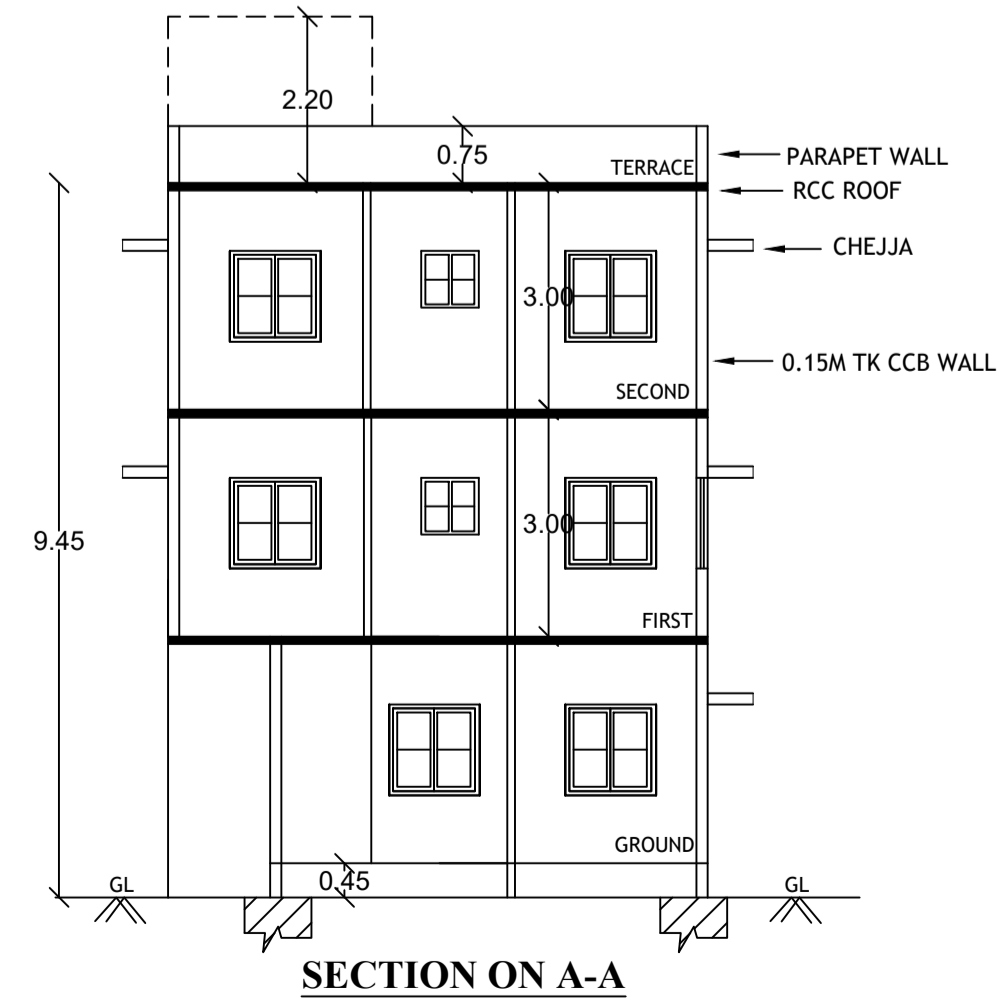 2.20
0.75
TERRACE
PARAPET WALL
RCC ROOF
CHEJJA
3.00
0.15M TK CCB WALL
SECOND
3.00
9.45
FIRST
GROUND
0.45
GL
GL
SECTION ON A-A